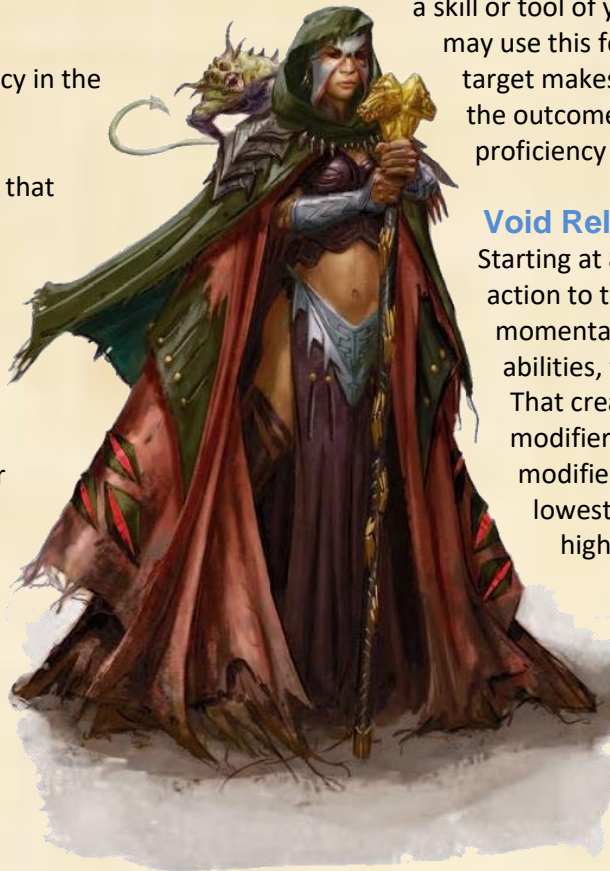 cy in the
that
r
a skill or tool of y
may use this fo
target makes
the outcome
proficiency
Void Rel
Starting at a
action to t
momenta
abilities,
That crea
modifier
modifie
lowest
high